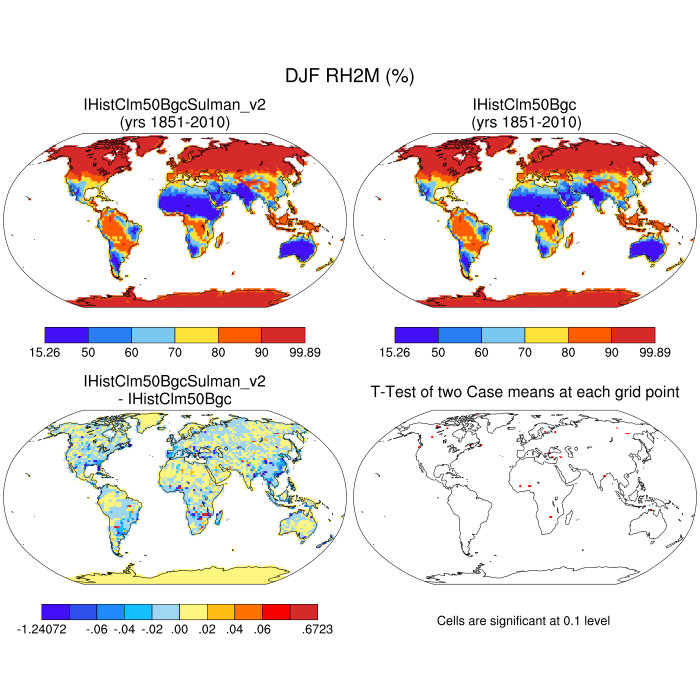 DJF RH2M (%)
IHistClm50BgcSulman_v2
(yrs 1851-2010)
IHistClm50Bgc
(yrs 1851-2010)
15.26 50 60 70 80 90 99.89
15.26 50 60 70 80 90 99.89
IHistClm50BgcSulman_v2
- IHistClm50Bgc
T-Test of two Case means at each grid point
-1.24072 -.06 -.04 -.02 .00 .02 .04 .06 .6723
Cells are significant at 0.1 level